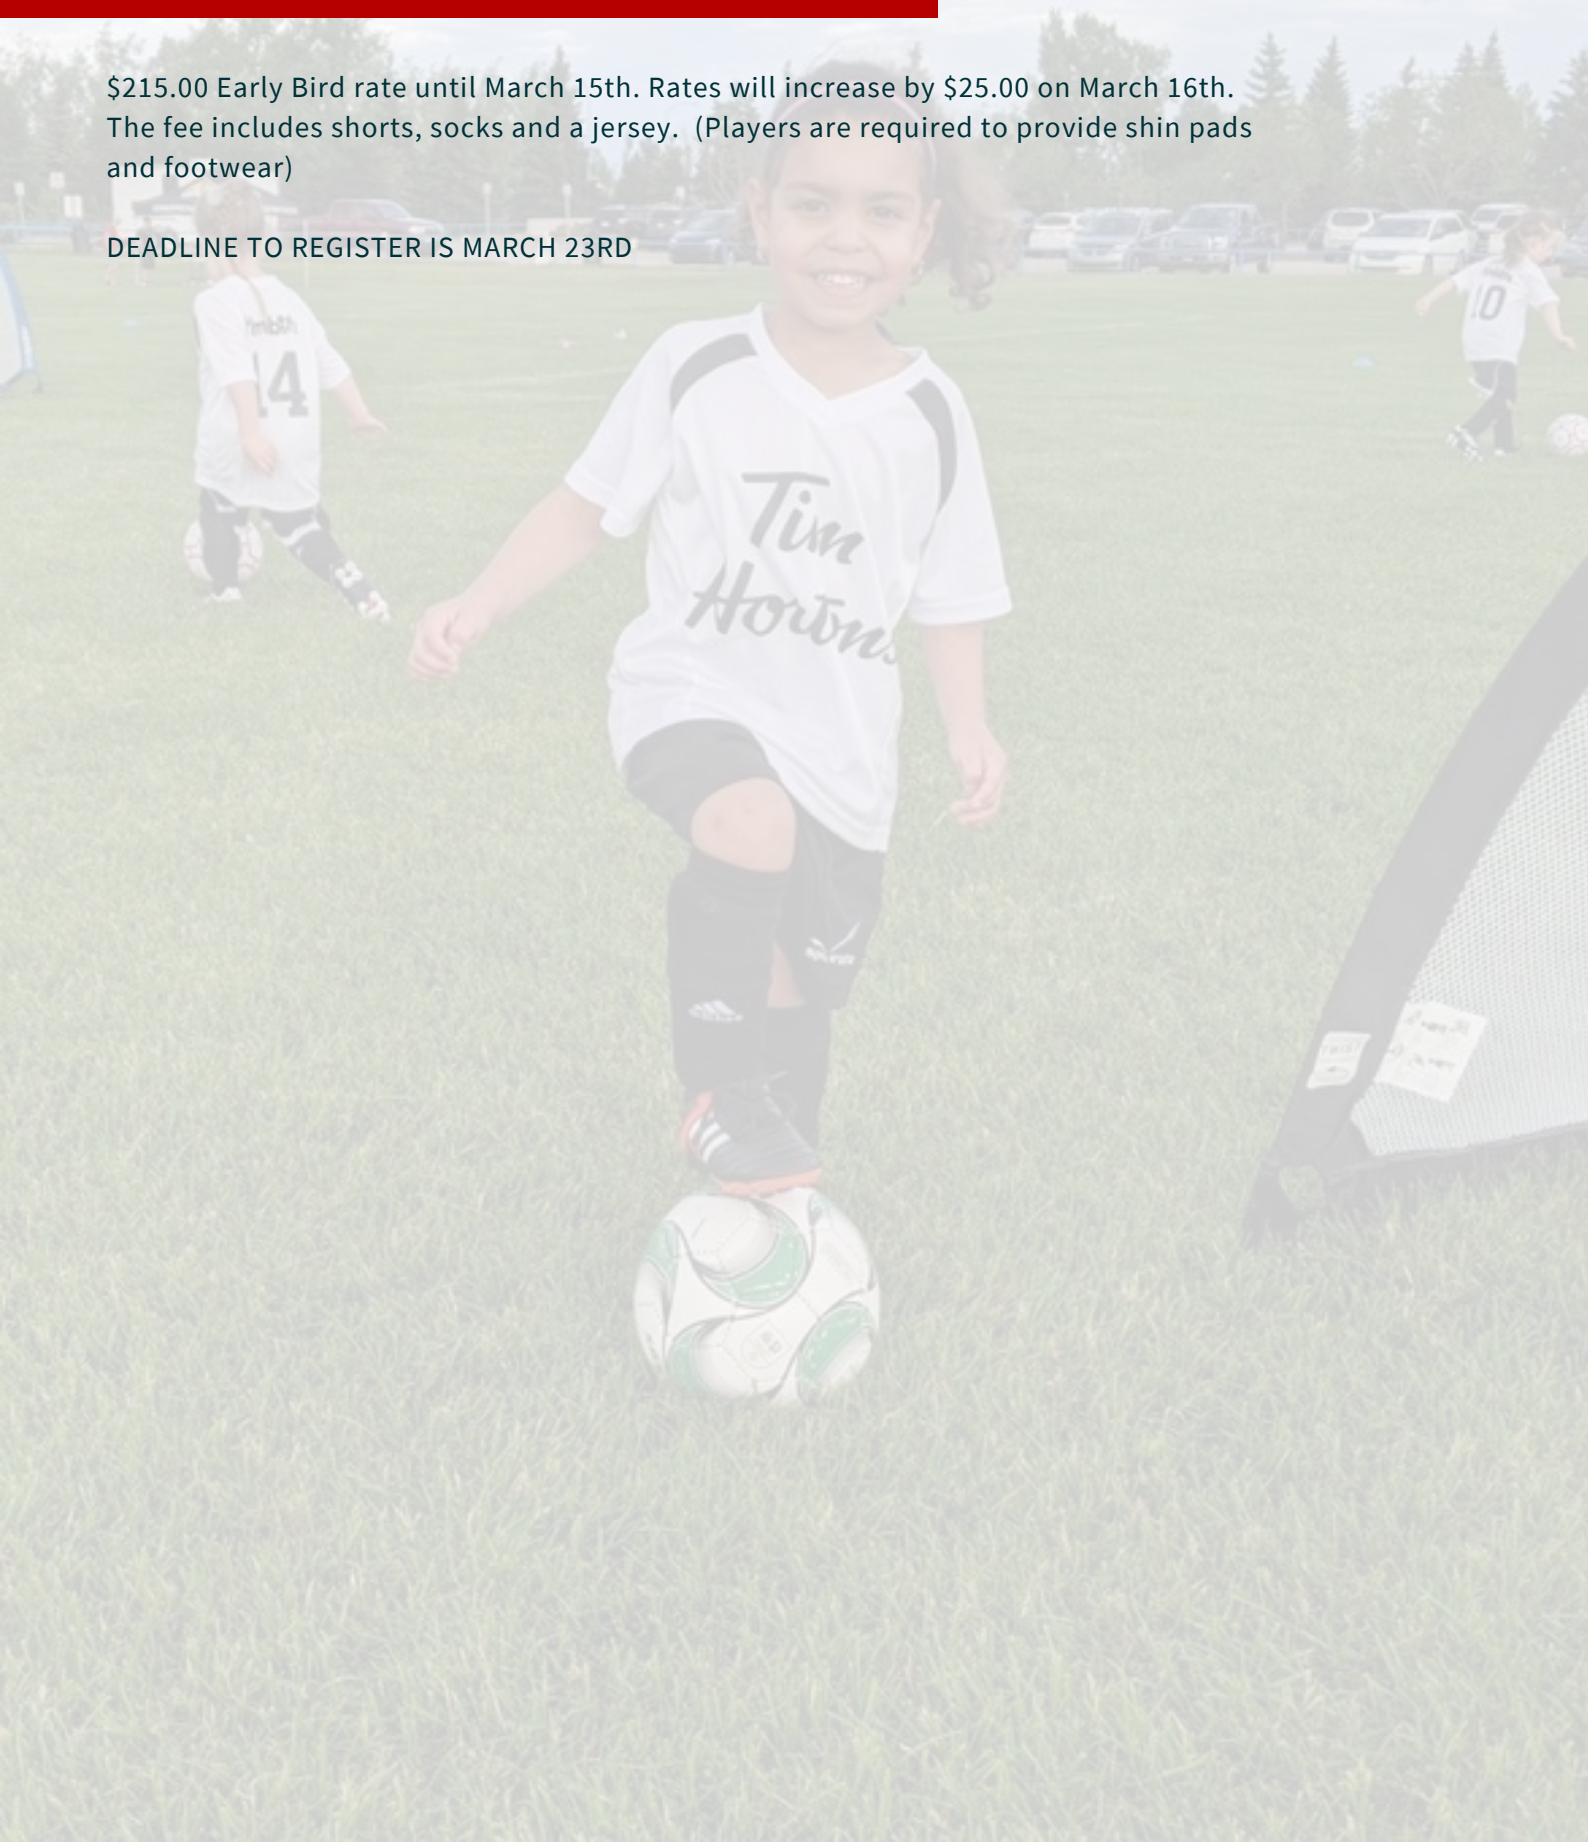 $215.00 Early Bird rate until March 15th. Rates will increase by $25.00 on March 16th.
The fee includes shorts, socks and a jersey.  (Players are required to provide shin pads
and footwear)
DEADLINE TO REGISTER IS MARCH 23RD
14
10
Tim
Hortons